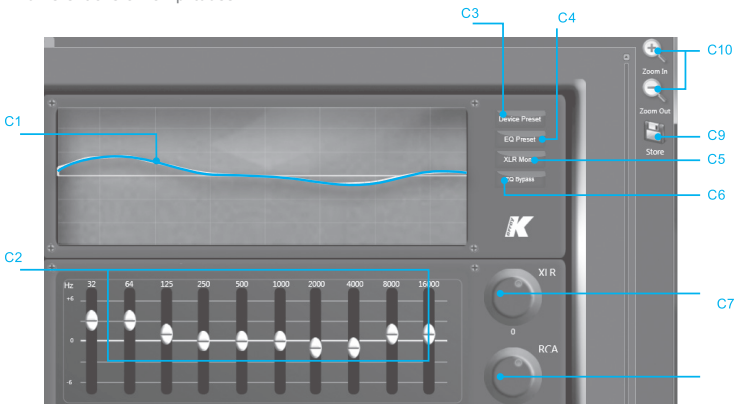 C3
C4
C10
Zoom In
Zoom Out
C1
Device Preset
EQ Preset
C9
Store
XLR Mon
C5
EQ Bypass
C6
K
C2
Hz 32 64 125 250 500 1000 2000 4000 8000 16000
+6
0
-6
XLR
C7
0
RCA